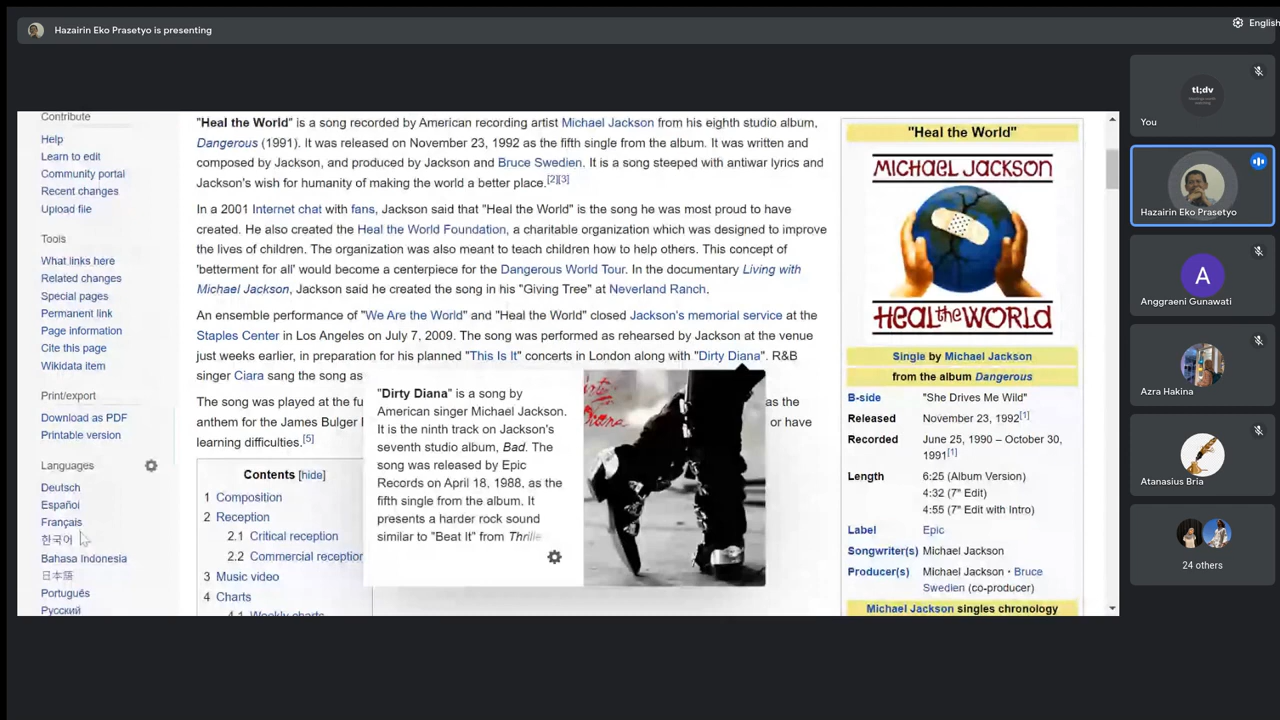 Hazairin Eko Prasetyo is presenting
English
Contribute
Help
Learn to edit
Community portal
Recent changes
Upload file
Tools
What links here
Related changes
Special pages
Permanent link
Page information
Cite this page
Wikidata item
Print/export
Download as PDF
Printable version
Languages
Deutsch
Español
Français
한국어
Bahasa Indonesia
日本語
Português
Русский
"Heal the World" is a song recorded by American recording artist Michael Jackson from his eighth studio album,
Dangerous (1991). It was released on November 23, 1992 as the fifth single from the album. It was written and
composed by Jackson, and produced by Jackson and Bruce Swedien. It is a song steeped with antiwar lyrics and
Jackson's wish for humanity of making the world a better place.[2][3]
In a 2001 Internet chat with fans, Jackson said that "Heal the World" is the song he was most proud to have
created. He also created the Heal the World Foundation, a charitable organization which was designed to improve
the lives of children. The organization was also meant to teach children how to help others. This concept of
'betterment for all' would become a centerpiece for the Dangerous World Tour. In the documentary Living with
Michael Jackson, Jackson said he created the song in his "Giving Tree" at Neverland Ranch.
An ensemble performance of "We Are the World" and "Heal the World" closed Jackson's memorial service at the
Staples Center in Los Angeles on July 7, 2009. The song was performed as rehearsed by Jackson at the venue
just weeks earlier, in preparation for his planned "This Is It" concerts in London along with "Dirty Diana". R&B
singer Ciara sang the song as
The song was played at the fu as the
anthem for the James Bulger or have
learning difficulties.[5]
"Dirty Diana" is a song by
American singer Michael Jackson.
It is the ninth track on Jackson's
seventh studio album, Bad. The
song was released by Epic
Records on April 18, 1988, as the
fifth single from the album. It
presents a harder rock sound
similar to "Beat It" from Thrille
Dirty
Diana
Contents [hide]
1 Composition
2 Reception
2.1 Critical reception
2.2 Commercial reception
3 Music video
4 Charts
4.1 Weekly charts
"Heal the World"
MICHAEL JACKSON
HEAL the WORLD
Single by Michael Jackson
from the album Dangerous
B-side "She Drives Me Wild"
Released November 23, 1992[1]
Recorded June 25, 1990 – October 30,
1991[1]
Length 6:25 (Album Version)
4:32 (7" Edit)
4:55 (7" Edit with Intro)
Label Epic
Songwriter(s) Michael Jackson
Producer(s) Michael Jackson · Bruce
Swedien (co-producer)
Michael Jackson singles chronology
tl;dv
You
Hazairin Eko Prasetyo
A
Anggraeni Gunawati
Azra Hakina
Atanasius Bria
24 others